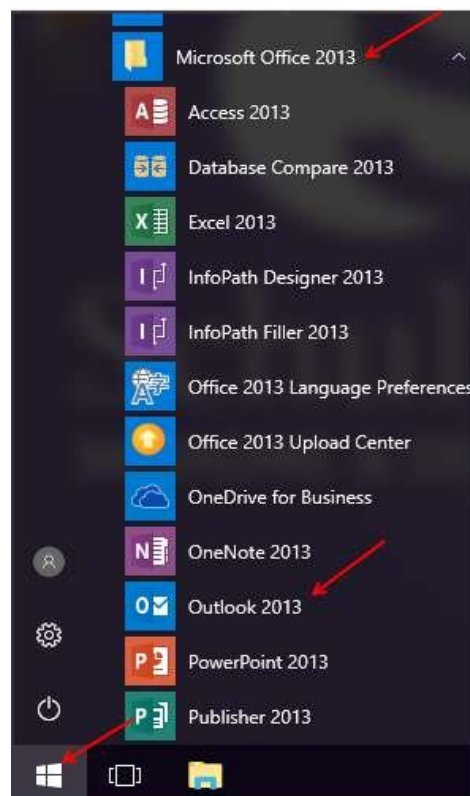 Microsoft Office 2013
Access 2013
Database Compare 2013
Excel 2013
InfoPath Designer 2013
InfoPath Filler 2013
Office 2013 Language Preferences
Office 2013 Upload Center
OneDrive for Business
OneNote 2013
Outlook 2013
PowerPoint 2013
Publisher 2013